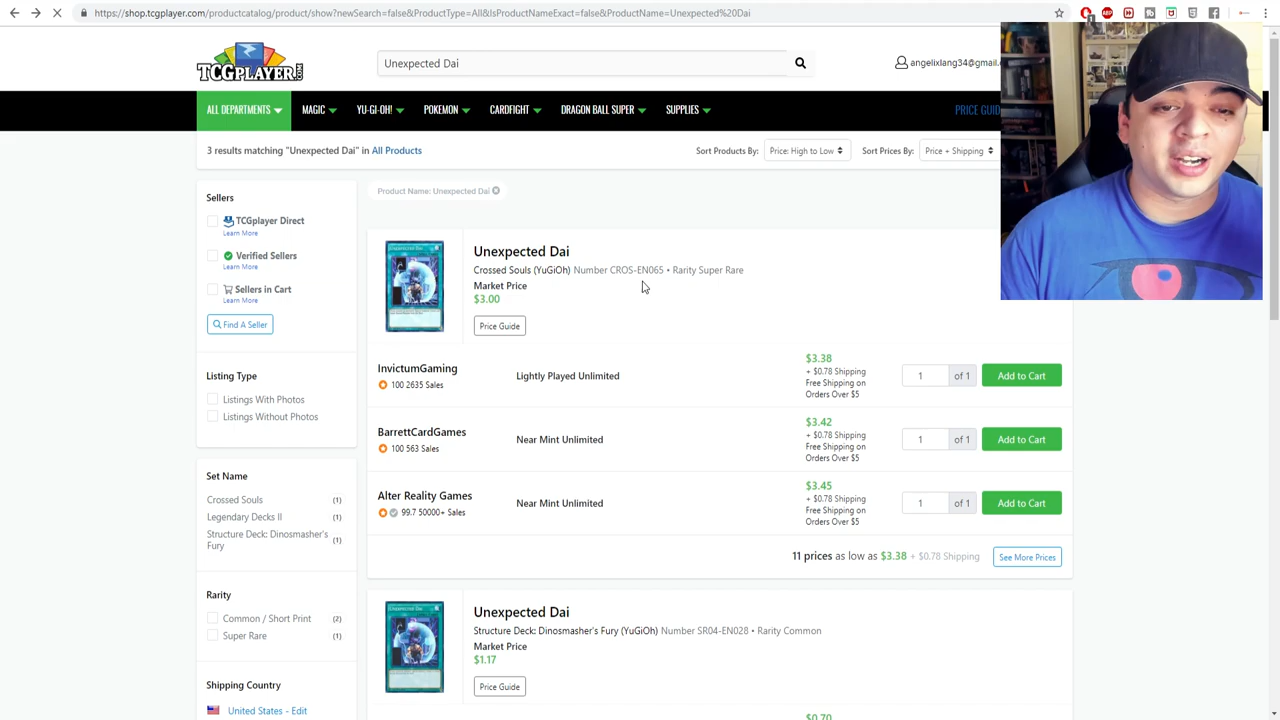 https://shop.tcgplayer.com/productcatalog/product/show?newSearch=false&ProductType=All&IsProductNameExact=false&ProductName=Unexpected%20Dai
TCGPLAYER
Unexpected Dai
angelixlang34@gmail.c
ALL DEPARTMENTS
MAGIC
YU-GI-OH!
POKEMON
CARDFIGHT
DRAGON BALL SUPER
SUPPLIES
PRICE GUID
3 results matching "Unexpected Dai" in All Products
Sort Products By:
Price: High to Low
Sort Prices By:
Price + Shipping
Product Name: Unexpected Dai
Sellers
TCGplayer Direct
Learn More
Verified Sellers
Learn More
Sellers in Cart
Learn More
Find A Seller
Listing Type
Listings With Photos
Listings Without Photos
Set Name
Crossed Souls (1)
Legendary Decks II (1)
Structure Deck: Dinosmasher's Fury (1)
Rarity
Common / Short Print (2)
Super Rare (1)
Shipping Country
United States - Edit
Unexpected Dai
Unexpected Dai
Crossed Souls (YuGiOh) Number CROS-EN065 • Rarity Super Rare
Market Price
$3.00
Price Guide
InvictumGaming
100 2635 Sales
Lightly Played Unlimited
$3.38
+ $0.78 Shipping
Free Shipping on
Orders Over $5
1 of 1
Add to Cart
BarrettCardGames
100 563 Sales
Near Mint Unlimited
$3.42
+ $0.78 Shipping
Free Shipping on
Orders Over $5
1 of 1
Add to Cart
Alter Reality Games
99.7 50000+ Sales
Near Mint Unlimited
$3.45
+ $0.78 Shipping
Free Shipping on
Orders Over $5
1 of 1
Add to Cart
11 prices as low as $3.38 + $0.78 Shipping
See More Prices
Unexpected Dai
Unexpected Dai
Structure Deck: Dinosmasher's Fury (YuGiOh) Number SR04-EN028 • Rarity Common
Market Price
$1.17
Price Guide
$0.70